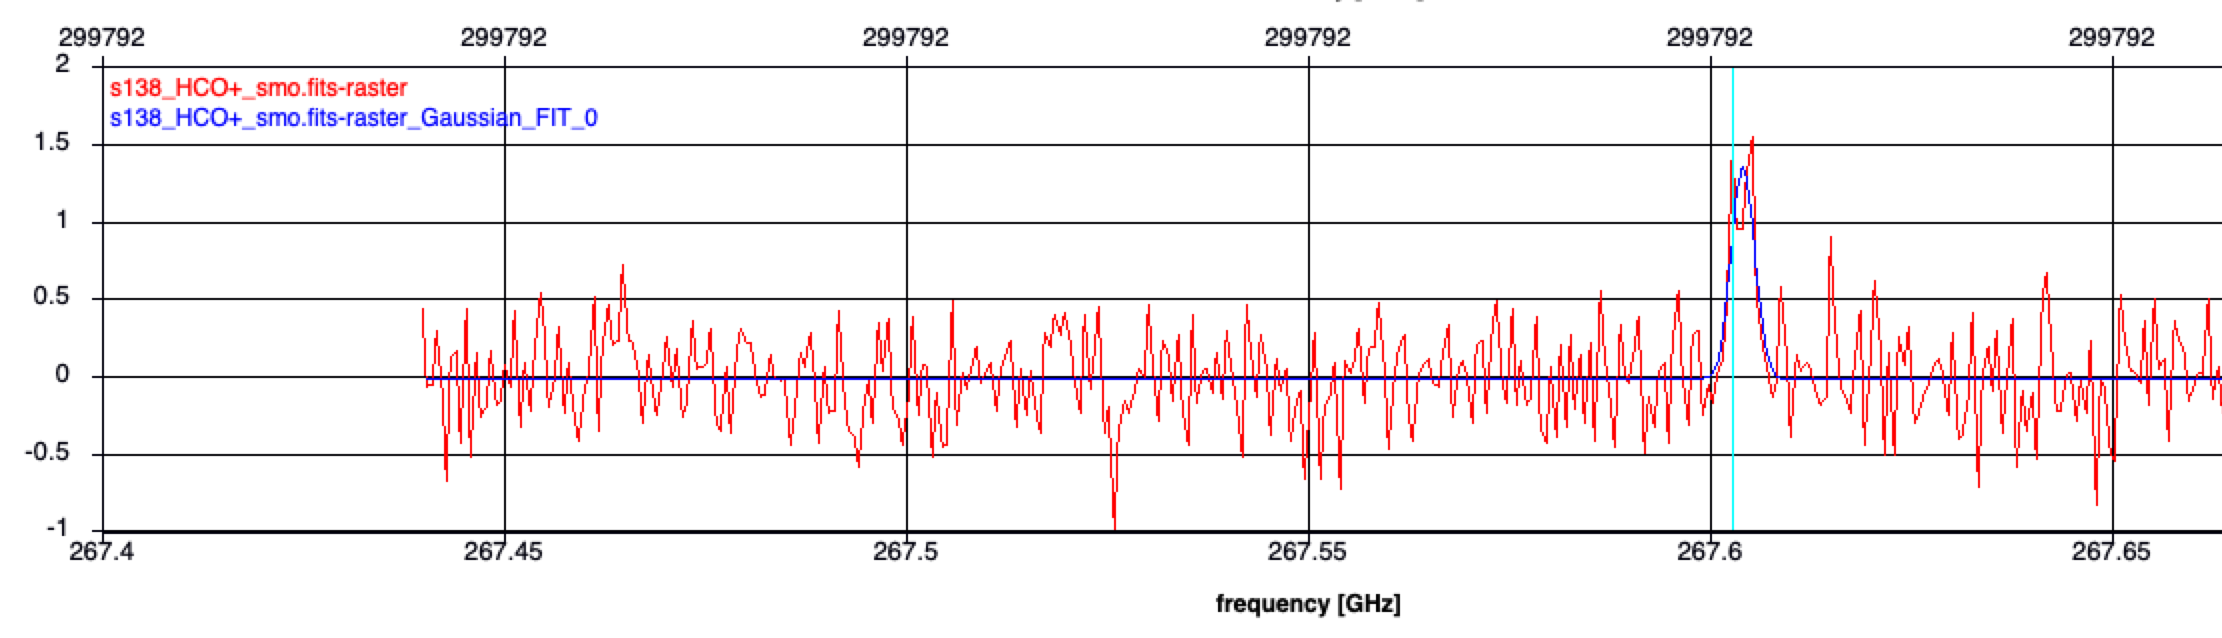 299792 299792 299792 299792 299792 299792
2
s138_HCO+_smo.fits-raster
s138_HCO+_smo.fits-raster_Gaussian_FIT_0
1.5
1
0.5
0
-0.5
-1
267.4 267.45 267.5 267.55 267.6 267.65
frequency [GHz]